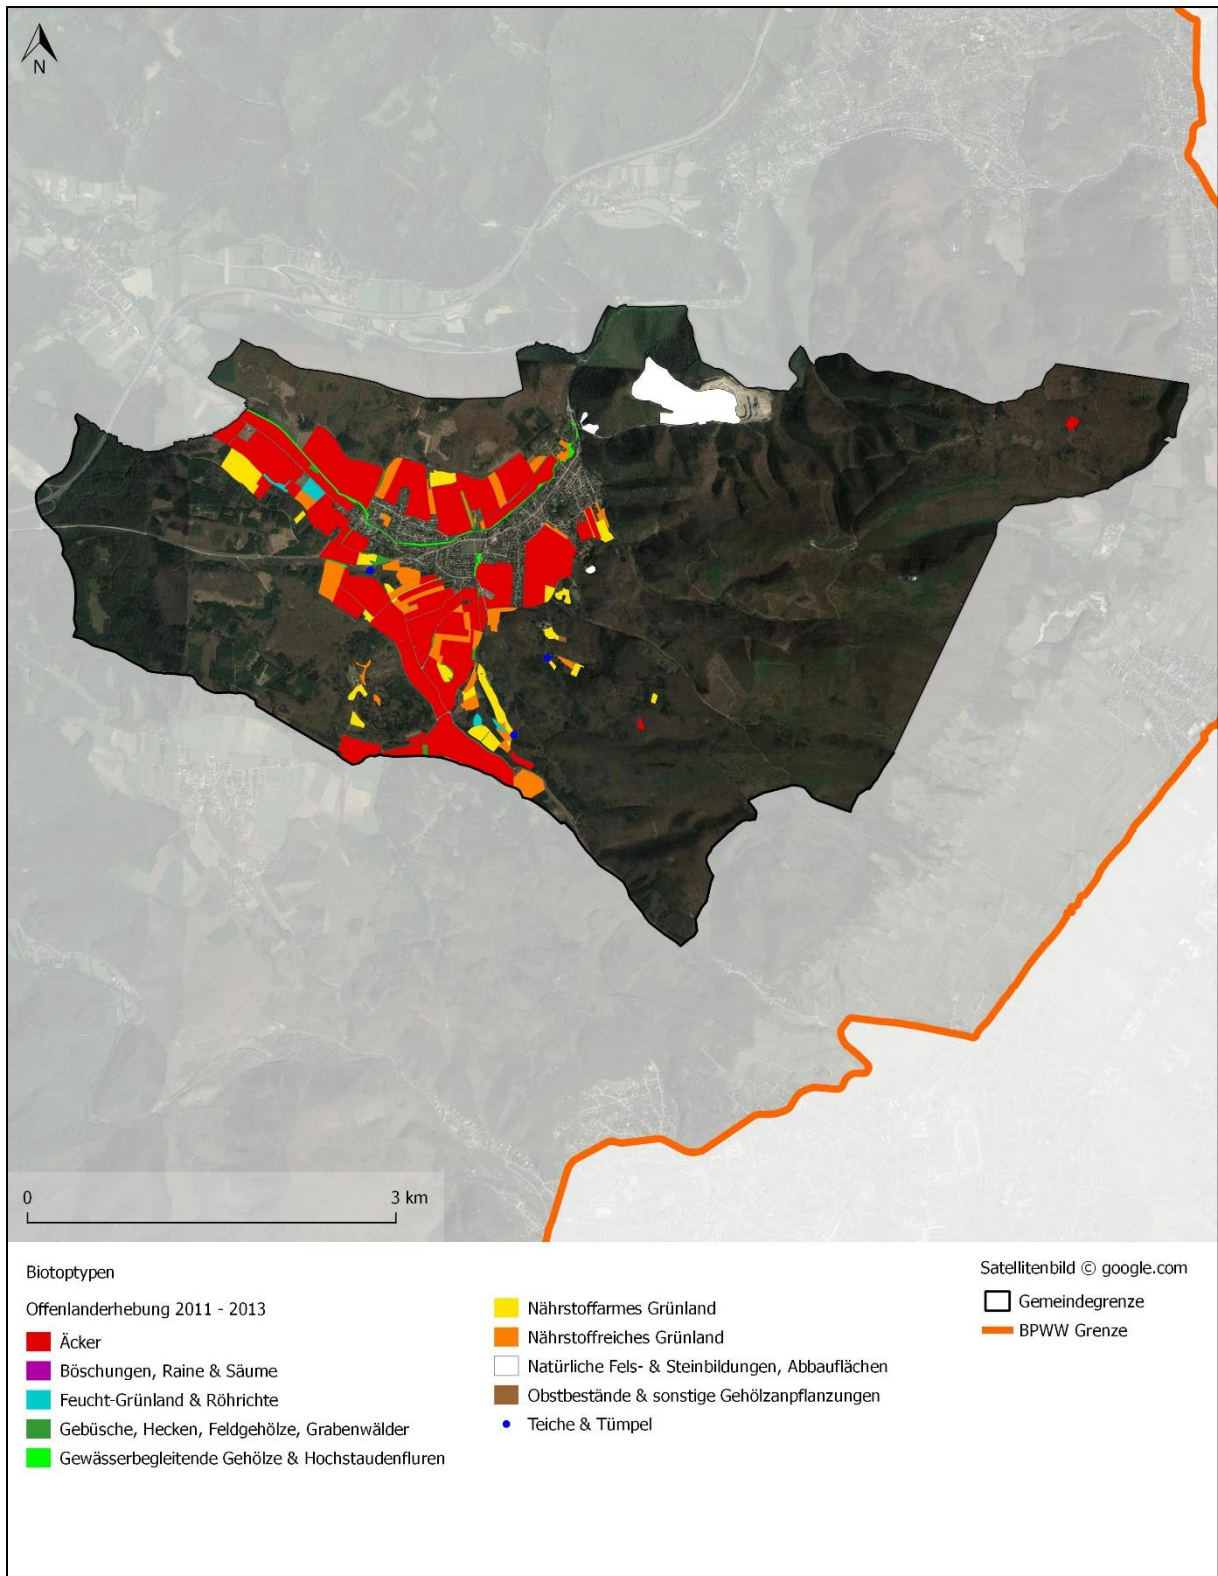 N
0 3 km
Biotoptypen
Offenlanderhebung 2011 - 2013
Äcker
Böschungen, Raine & Säume
Feucht-Grünland & Röhrichte
Gebüsche, Hecken, Feldgehölze, Grabenwälder
Gewässerbegleitende Gehölze & Hochstaudenfluren
Nährstoffarmes Grünland
Nährstoffreiches Grünland
Natürliche Fels- & Steinbildungen, Abbauflächen
Obstbestände & sonstige Gehölzanpflanzungen
Teiche & Tümpel
Satellitenbild © google.com
Gemeindegrenze
BPWW Grenze